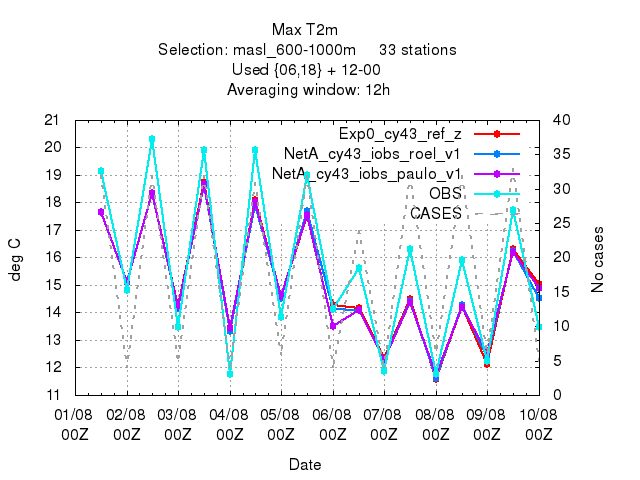 Max T2m
Selection: masl_600-1000m 33 stations
Used {06,18} + 12-00
Averaging window: 12h
21
20
19
18
17
16
15
14
13
12
11
deg C
40
35
30
25
20
15
10
5
0
No cases
Exp0_cy43_ref_z
NetA_cy43_iobs_roel_v1
NetA_cy43_iobs_paulo_v1
OBS
CASES
01/08 02/08 03/08 04/08 05/08 06/08 07/08 08/08 09/08 10/08
00Z 00Z 00Z 00Z 00Z 00Z 00Z 00Z 00Z 00Z
Date